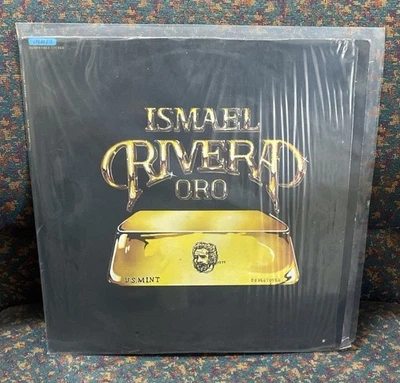 ISMAEL
RIVERA
ORO
U.S. MINT